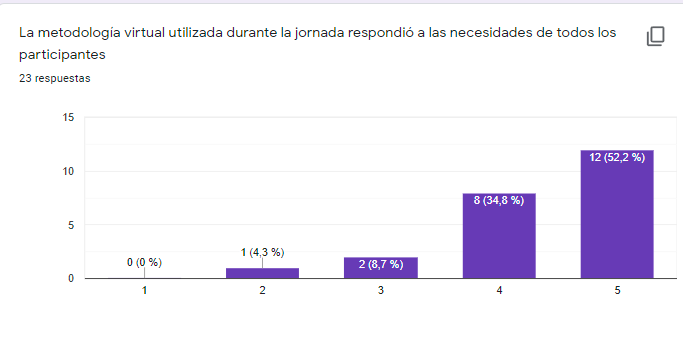 La metodología virtual utilizada durante la jornada respondió a las necesidades de todos los
participantes
23 respuestas
15
10
5
0
0 (0 %)
1 (4,3 %)
2 (8,7 %)
8 (34,8 %)
12 (52,2 %)
1
2
3
4
5